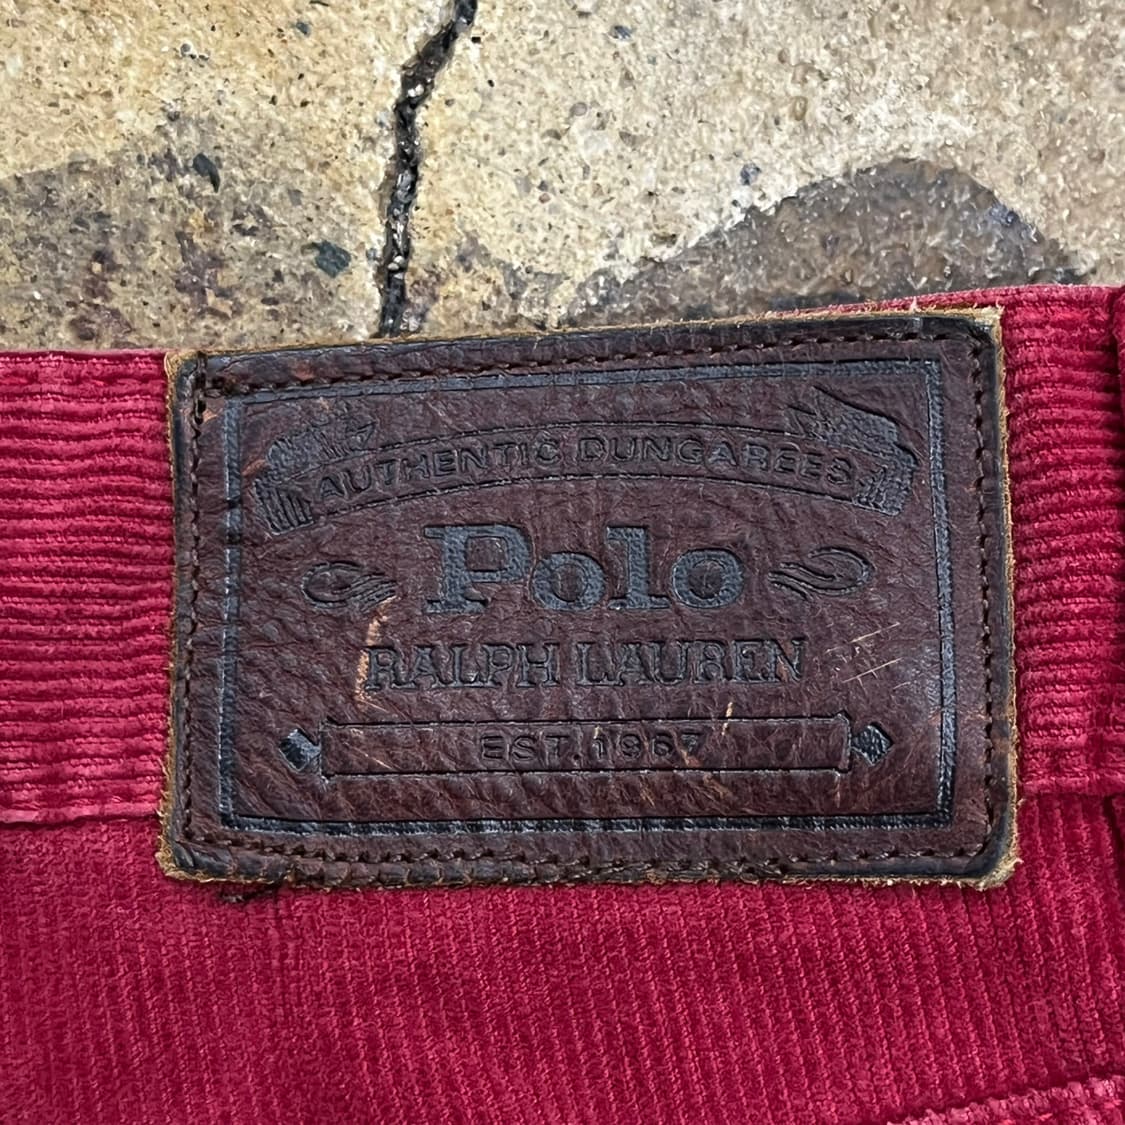 AUTHENTIC DUNGAREES
Polo
RALPH LAUREN
EST. 1967